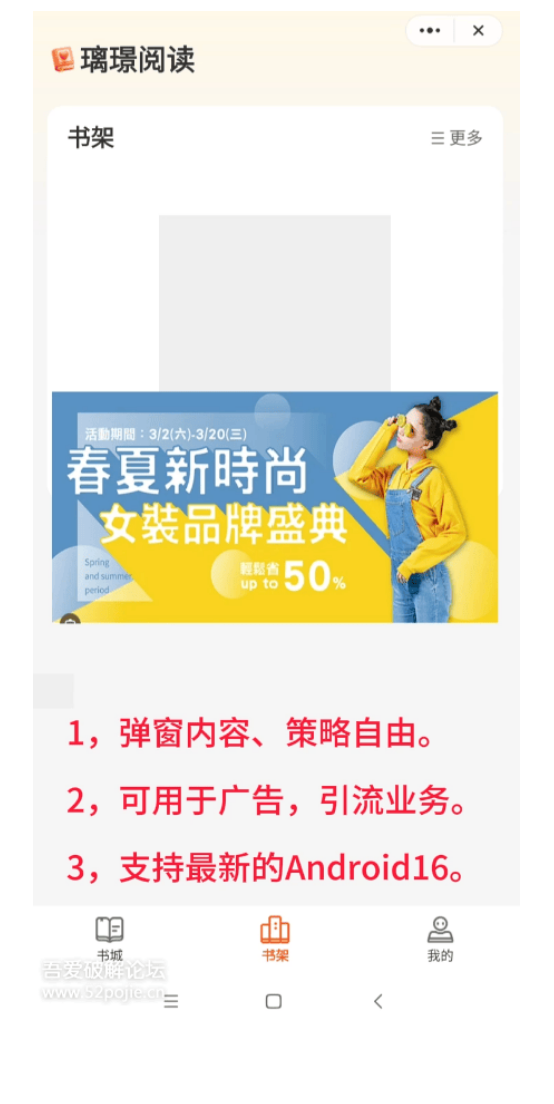 璃璟阅读
书架
三更多
活動期間：3/2(六)-3/20(三)
春夏新時尚
女裝品牌盛典
Spring
and summer
period
輕鬆省
up to 50%
1，弹窗内容、策略自由。
2，可用于广告，引流业务。
3，支持最新的Android16。
书城
书架
我的
吾爱破解论坛
www.52pojie.cn